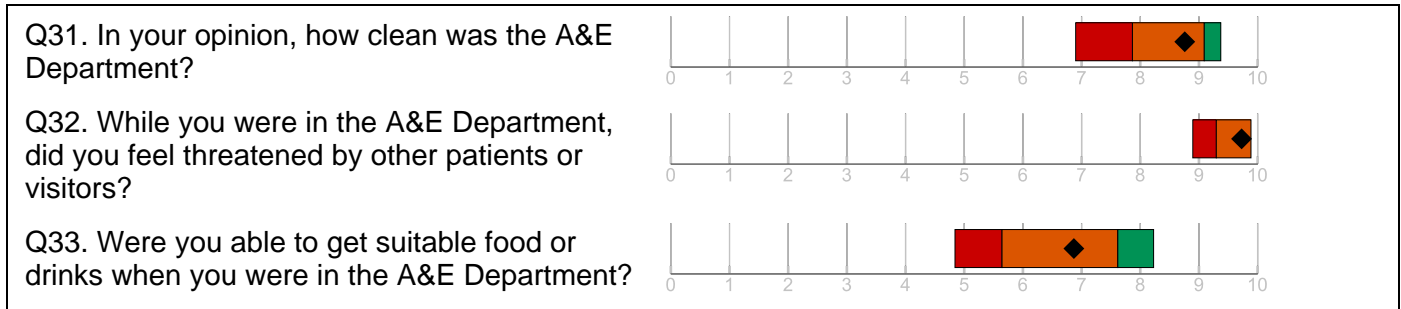 Q31. In your opinion, how clean was the A&E
Department?
0 1 2 3 4 5 6 7 8 9 10
Q32. While you were in the A&E Department,
did you feel threatened by other patients or
visitors?
0 1 2 3 4 5 6 7 8 9 10
Q33. Were you able to get suitable food or
drinks when you were in the A&E Department?
0 1 2 3 4 5 6 7 8 9 10